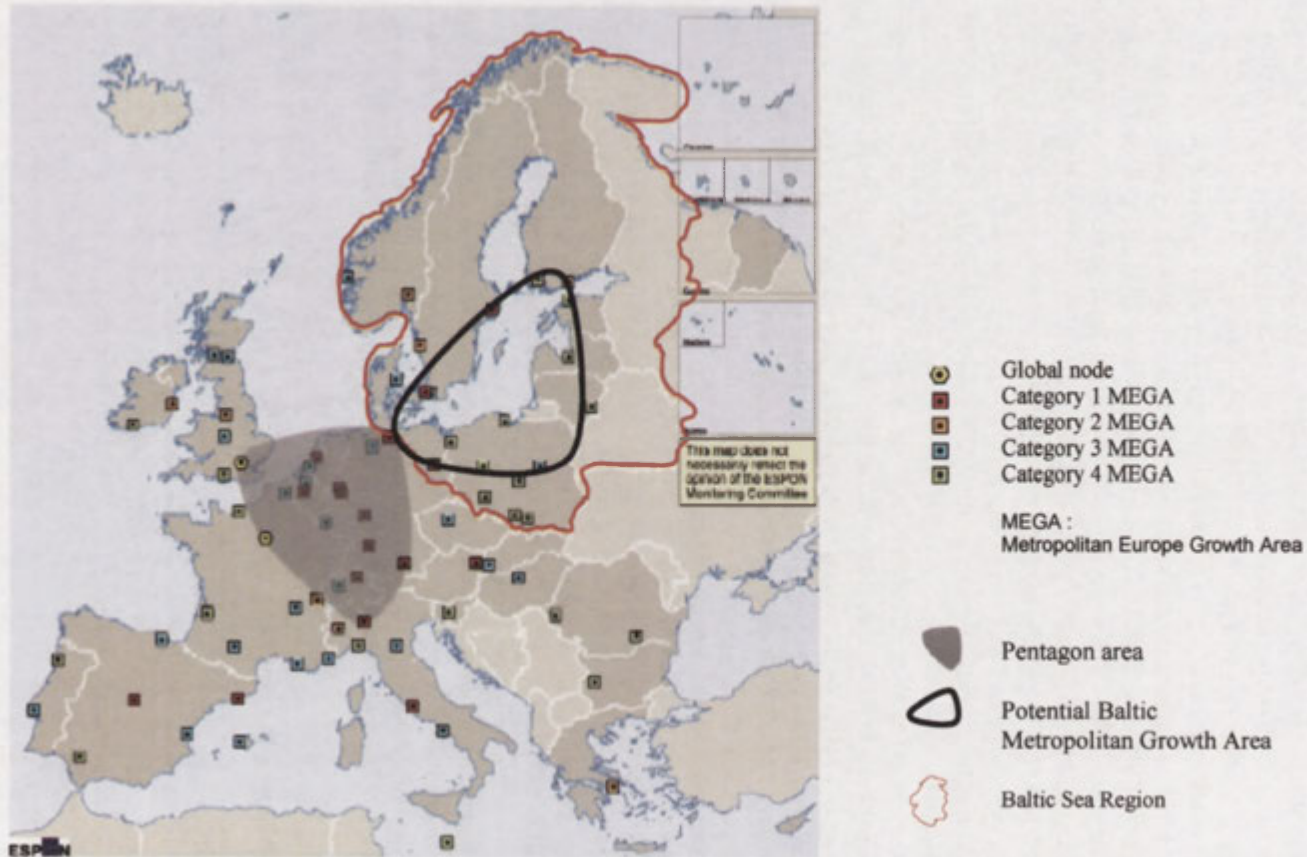 This map does not
necessarily reflect the
opinion of the ESPON
Monitoring Committee
ESPON
Global node
Category 1 MEGA
Category 2 MEGA
Category 3 MEGA
Category 4 MEGA
MEGA :
Metropolitan Europe Growth Area
Pentagon area
Potential Baltic
Metropolitan Growth Area
Baltic Sea Region